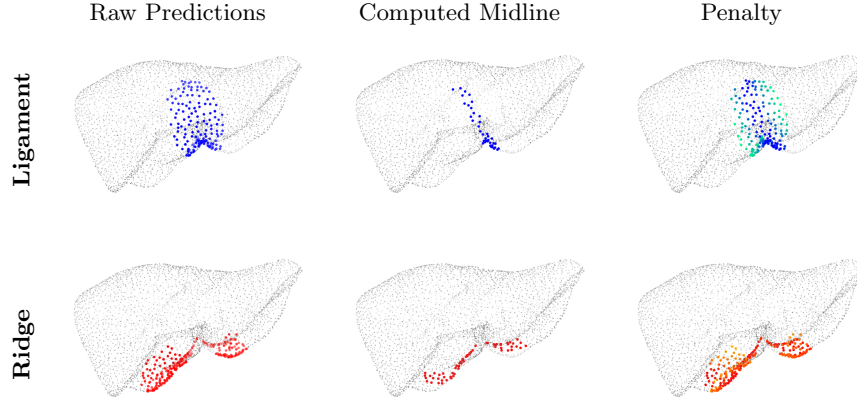 Raw Predictions
Computed Midline
Penalty
Ligament
Ridge